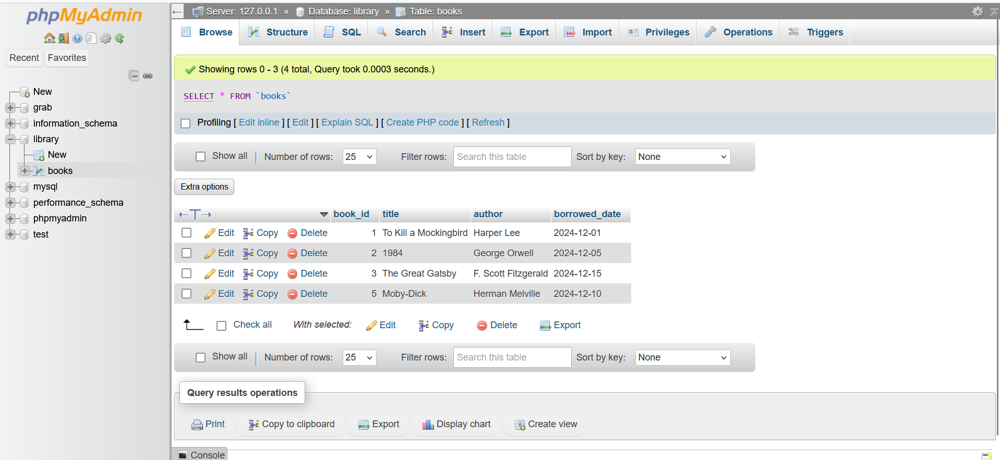 phpMyAdmin
Recent Favorites
New
grab
information_schema
library
New
books
mysql
performance_schema
phpmyadmin
test
Server: 127.0.0.1 » Database: library » Table: books
Browse Structure SQL Search Insert Export Import Privileges Operations Triggers
Showing rows 0 - 3 (4 total, Query took 0.0003 seconds.)
SELECT * FROM `books`
Profiling [ Edit inline ] [ Edit ] [ Explain SQL ] [ Create PHP code ] [ Refresh ]
Show all | Number of rows: 25 Filter rows: Search this table Sort by key: None
Extra options
←T→ book_id title author borrowed_date
Edit Copy Delete 1 To Kill a Mockingbird Harper Lee 2024-12-01
Edit Copy Delete 2 1984 George Orwell 2024-12-05
Edit Copy Delete 3 The Great Gatsby F. Scott Fitzgerald 2024-12-15
Edit Copy Delete 5 Moby-Dick Herman Melville 2024-12-10
Check all With selected: Edit Copy Delete Export
Show all | Number of rows: 25 Filter rows: Search this table Sort by key: None
Query results operations
Print Copy to clipboard Export Display chart Create view
Console